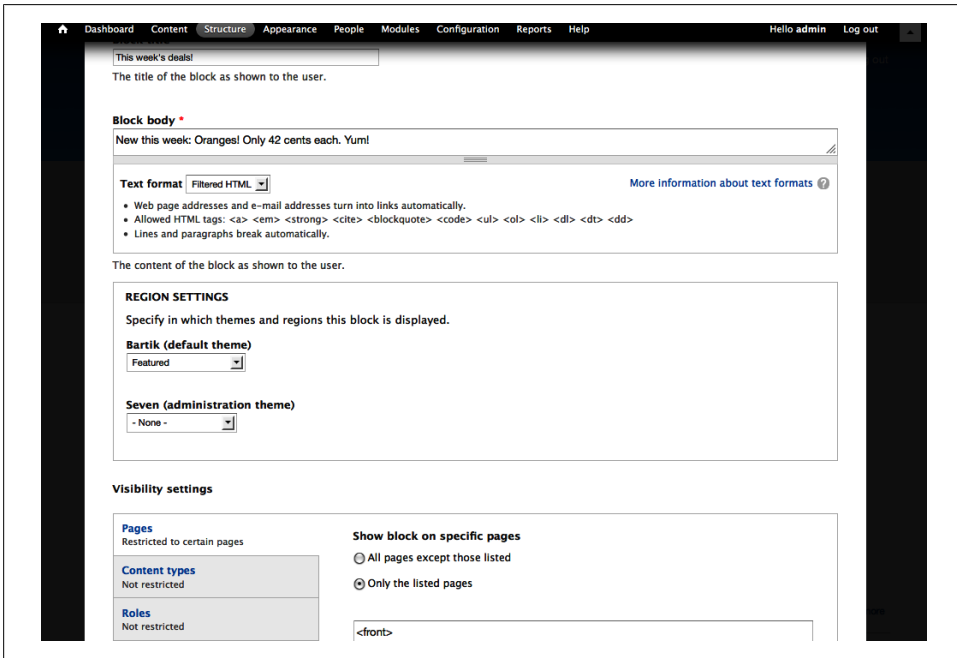 Dashboard Content Structure Appearance People Modules Configuration Reports Help Hello admin Log out
This week's deals!
The title of the block as shown to the user.
Block body *
New this week: Oranges! Only 42 cents each. Yum!
Text format Filtered HTML More information about text formats ?
• Web page addresses and e-mail addresses turn into links automatically.
• Allowed HTML tags: <a> <em> <strong> <cite> <blockquote> <code> <ul> <ol> <li> <dl> <dt> <dd>
• Lines and paragraphs break automatically.
The content of the block as shown to the user.
REGION SETTINGS
Specify in which themes and regions this block is displayed.
Bartik (default theme)
Featured
Seven (administration theme)
- None -
Visibility settings
Pages
Restricted to certain pages
Show block on specific pages
All pages except those listed
Content types
Not restricted
Only the listed pages
Roles
Not restricted
<front>